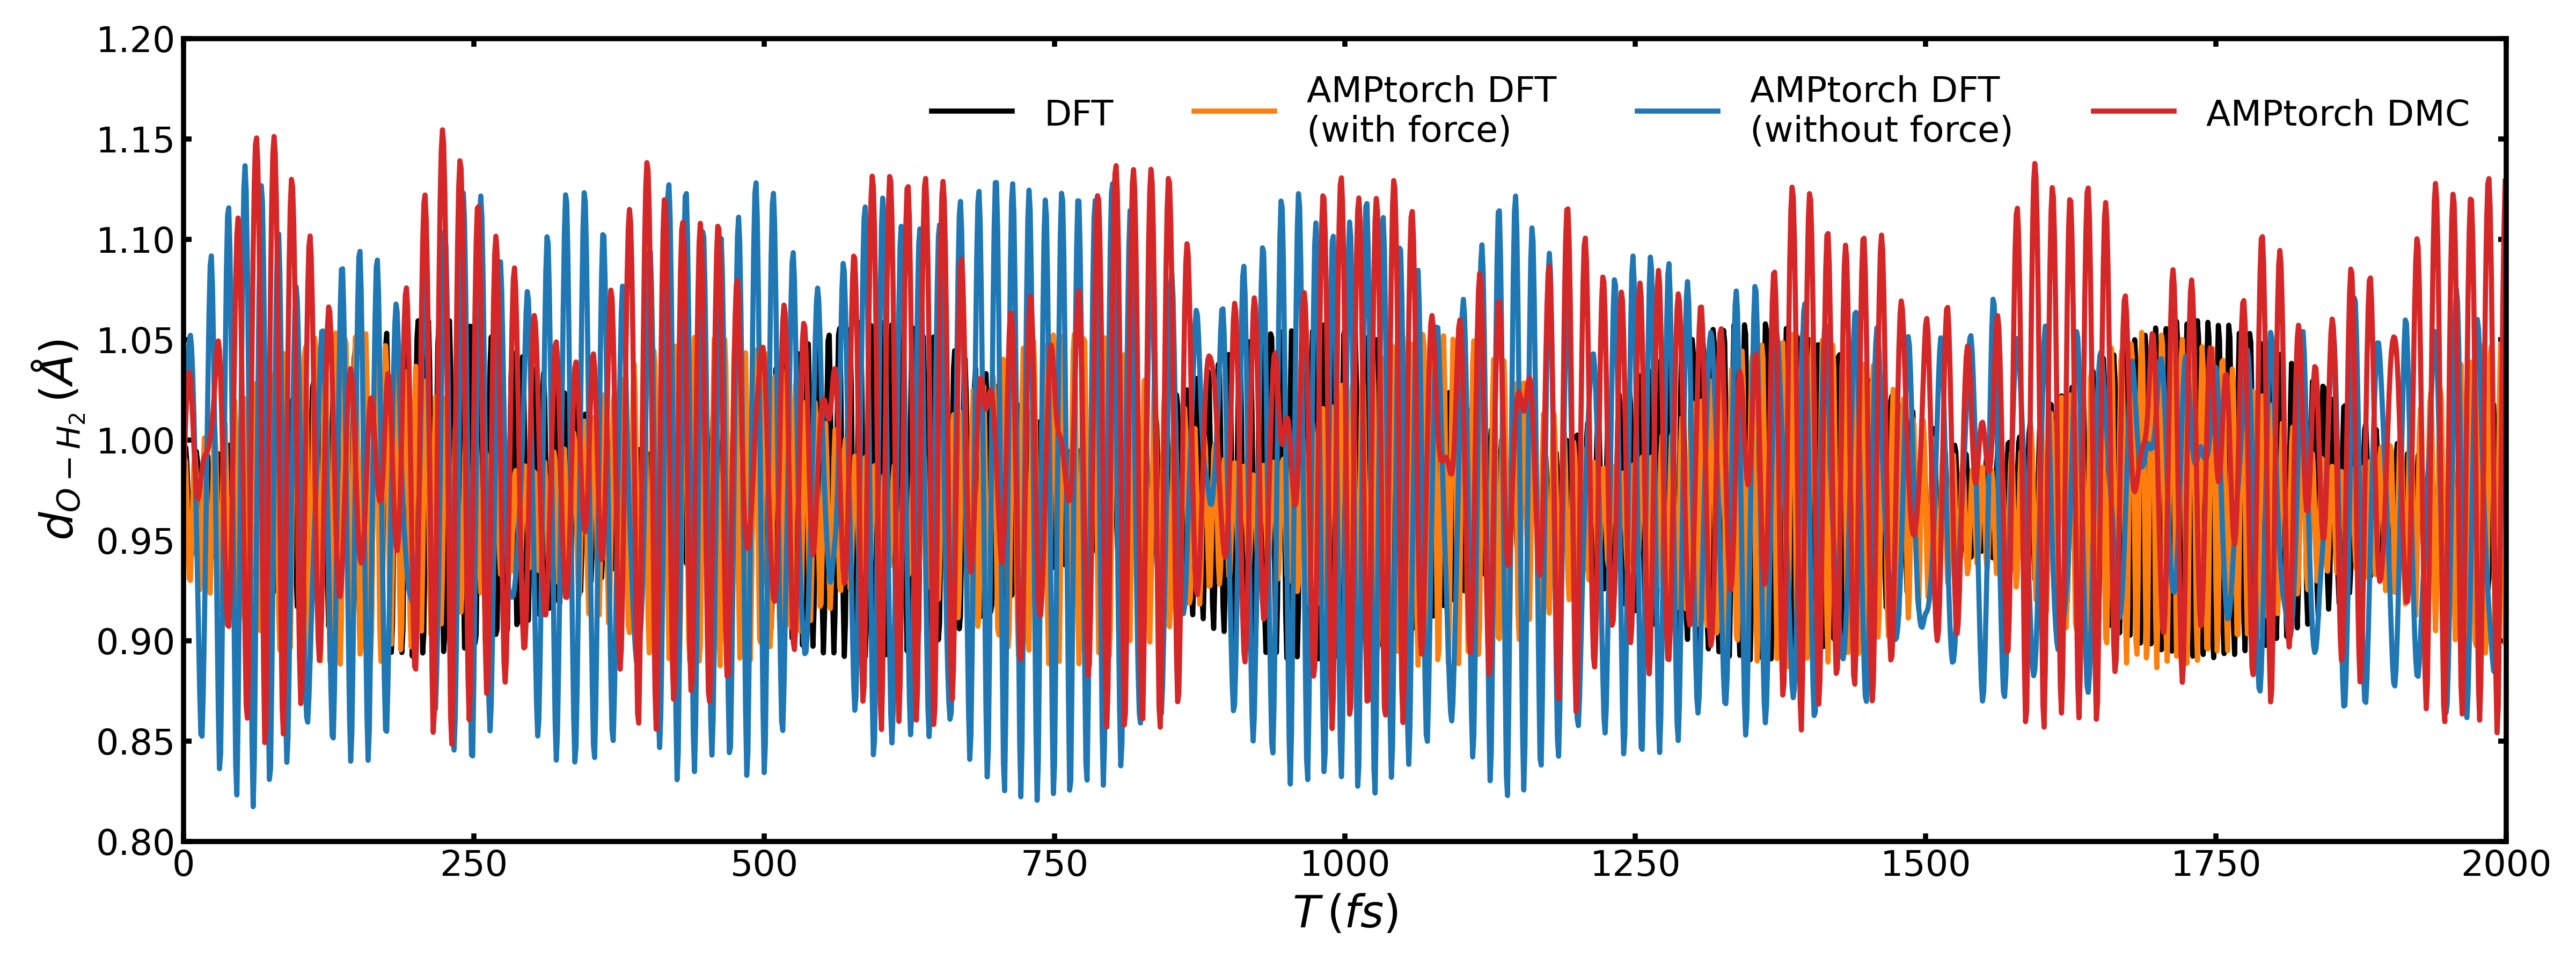 1.20
1.15
1.10
1.05
1.00
0.95
0.90
0.85
0.80
d_{O-H_2} (Å)
DFT
AMPtorch DFT
(with force)
AMPtorch DFT
(without force)
AMPtorch DMC
0 250 500 750 1000 1250 1500 1750 2000
T (fs)